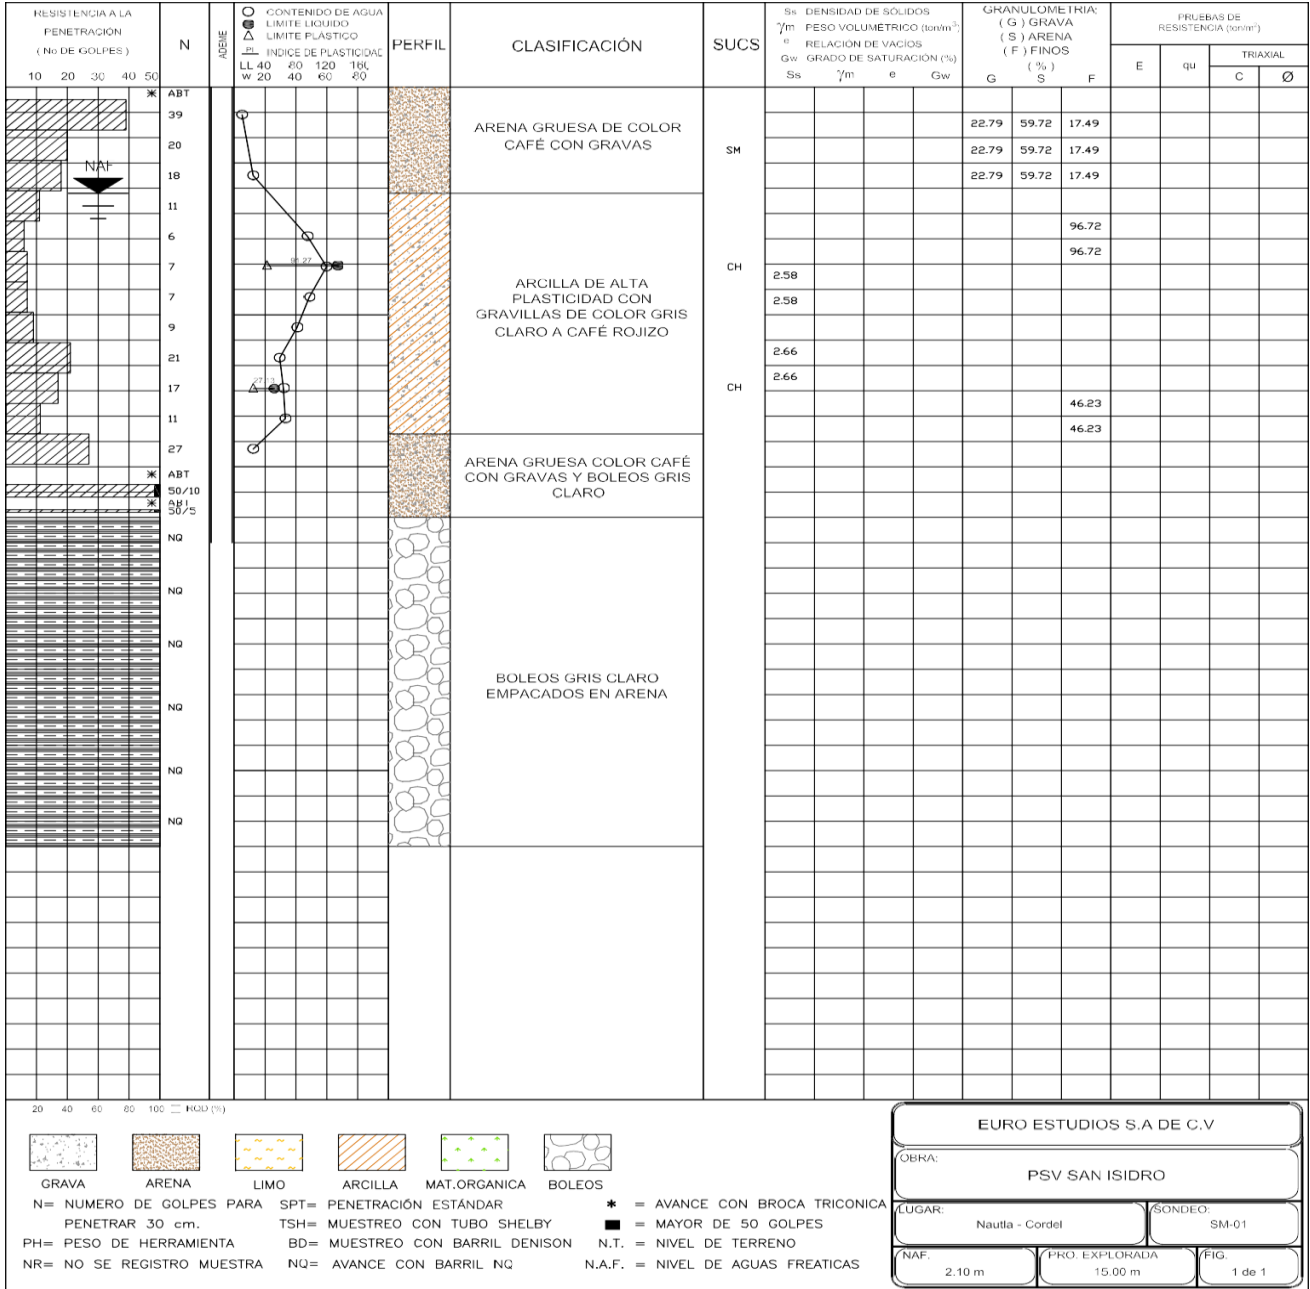 RESISTENCIA A LA
PENETRACIÓN
( No DE GOLPES )
10 20 30 40 50
N
ADEME
CONTENIDO DE AGUA
LIMITE LIQUIDO
LIMITE PLÁSTICO
PI INDICE DE PLASTICIDAD
LL 40 80 120 160
w 20 40 60 80
PERFIL
CLASIFICACIÓN
SUCS
Ss DENSIDAD DE SÓLIDOS
γm PESO VOLUMÉTRICO (ton/m³)
e RELACIÓN DE VACÍOS
Gw GRADO DE SATURACIÓN (%)
Ss γm e Gw
GRANULOMETRIA:
( G ) GRAVA
( S ) ARENA
( F ) FINOS
( % )
G S F
PRUEBAS DE
RESISTENCIA (ton/m²)
E qu TRIAXIAL
C Ø
* ABT
39
20
18
NAF
11
6
7
7
9
21
17
11
27
* ABT
50/10
* ABT
50/5
NQ
NQ
NQ
NQ
NQ
NQ
27.13
ARENA GRUESA DE COLOR
CAFÉ CON GRAVAS
SM
22.79 59.72 17.49
22.79 59.72 17.49
22.79 59.72 17.49
ARCILLA DE ALTA
PLASTICIDAD CON
GRAVILLAS DE COLOR GRIS
CLARO A CAFÉ ROJIZO
CH
CH
96.72
96.72
2.58
2.58
2.66
2.66
46.23
46.23
ARENA GRUESA COLOR CAFÉ
CON GRAVAS Y BOLEOS GRIS
CLARO
BOLEOS GRIS CLARO
EMPACADOS EN ARENA
20 40 60 80 100 RQD (%)
GRAVA ARENA LIMO ARCILLA MAT.ORGANICA BOLEOS
N= NUMERO DE GOLPES PARA
PENETRAR 30 cm.
PH= PESO DE HERRAMIENTA
NR= NO SE REGISTRO MUESTRA
SPT= PENETRACIÓN ESTÁNDAR
TSH= MUESTREO CON TUBO SHELBY
BD= MUESTREO CON BARRIL DENISON
NQ= AVANCE CON BARRIL NQ
* = AVANCE CON BROCA TRICONICA
= MAYOR DE 50 GOLPES
N.T. = NIVEL DE TERRENO
N.A.F. = NIVEL DE AGUAS FREATICAS
EURO ESTUDIOS S.A DE C.V
OBRA:
PSV SAN ISIDRO
LUGAR:
Nautla - Cordel
SONDEO:
SM-01
NAF.
2.10 m
PRO. EXPLORADA
15.00 m
FIG.
1 de 1